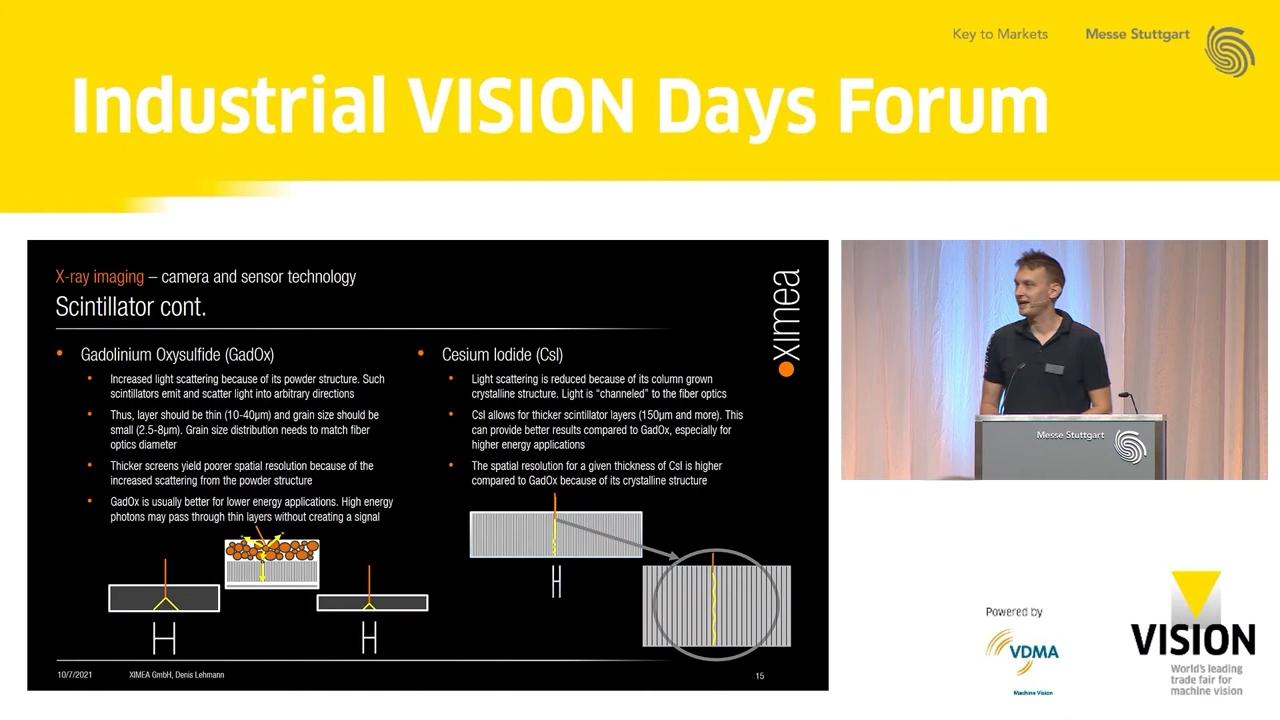 Key to Markets
Messe Stuttgart
Industrial VISION Days Forum
X-ray imaging – camera and sensor technology
Scintillator cont.
ximea
• Gadolinium Oxysulfide (GadOx)
• Increased light scattering because of its powder structure. Such
scintillators emit and scatter light into arbitrary directions
• Thus, layer should be thin (10-40µm) and grain size should be
small (2.5-8µm). Grain size distribution needs to match fiber
optics diameter
• Thicker screens yield poorer spatial resolution because of the
increased scattering from the powder structure
• GadOx is usually better for lower energy applications. High energy
photons may pass through thin layers without creating a signal
• Cesium Iodide (CsI)
• Light scattering is reduced because of its column grown
crystalline structure. Light is "channeled" to the fiber optics
• CsI allows for thicker scintillator layers (150µm and more). This
can provide better results compared to GadOx, especially for
higher energy applications
• The spatial resolution for a given thickness of CsI is higher
compared to GadOx because of its crystalline structure
10/7/2021
XIMEA GmbH, Denis Lehmann
15
Messe Stuttgart
Powered by
VDMA
Machine Vision
VISION
World's leading
trade fair for
machine vision